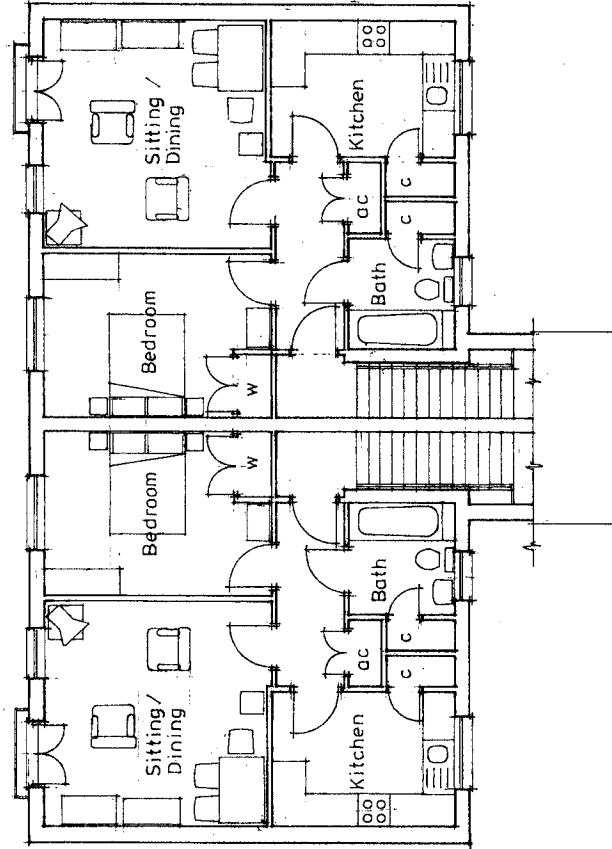 Sitting /
Dining
Kitchen
ac
c
c
Bath
Bedroom
w
Bedroom
w
Bath
c
c
ac
Sitting /
Dining
Kitchen